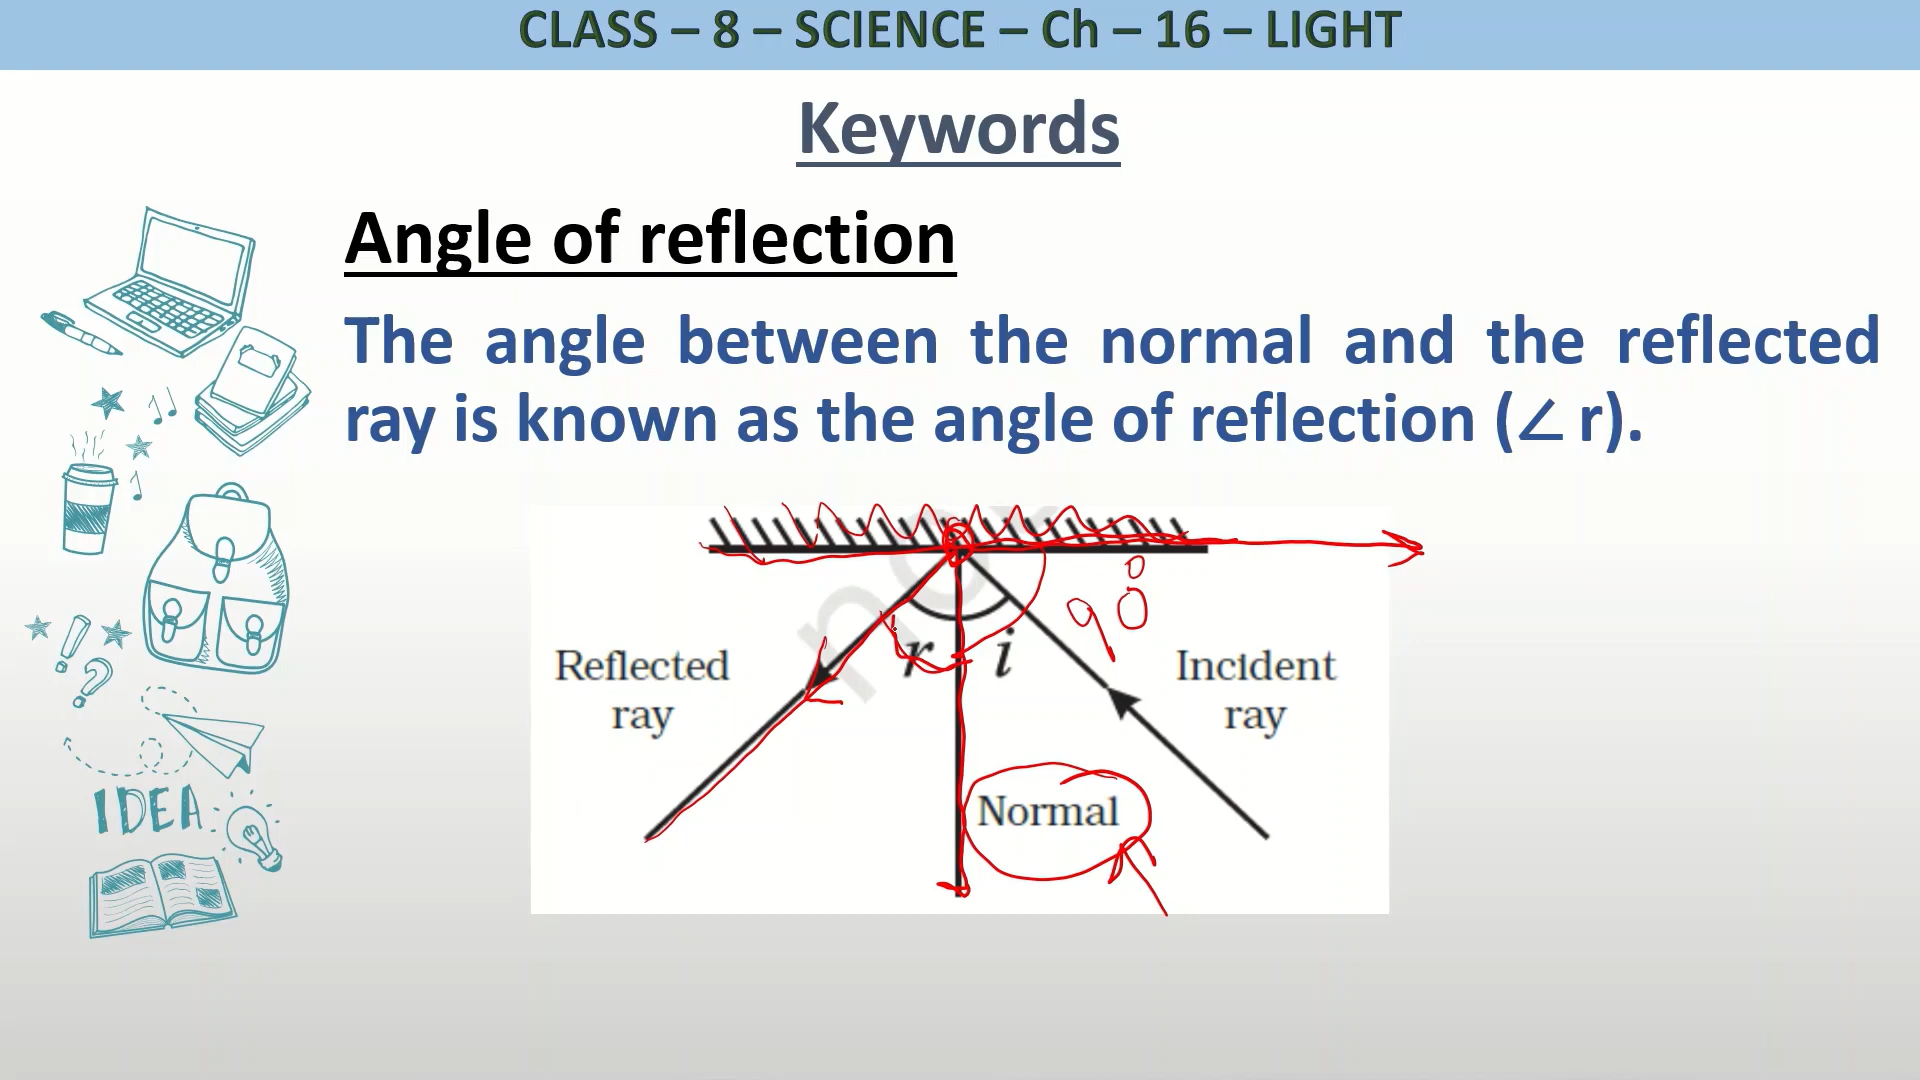 CLASS – 8 – SCIENCE – Ch – 16 – LIGHT
Keywords
Angle of reflection
The angle between the normal and the reflected
ray is known as the angle of reflection (∠ r).
90°
r i
Reflected
ray
Incident
ray
Normal
IDEA